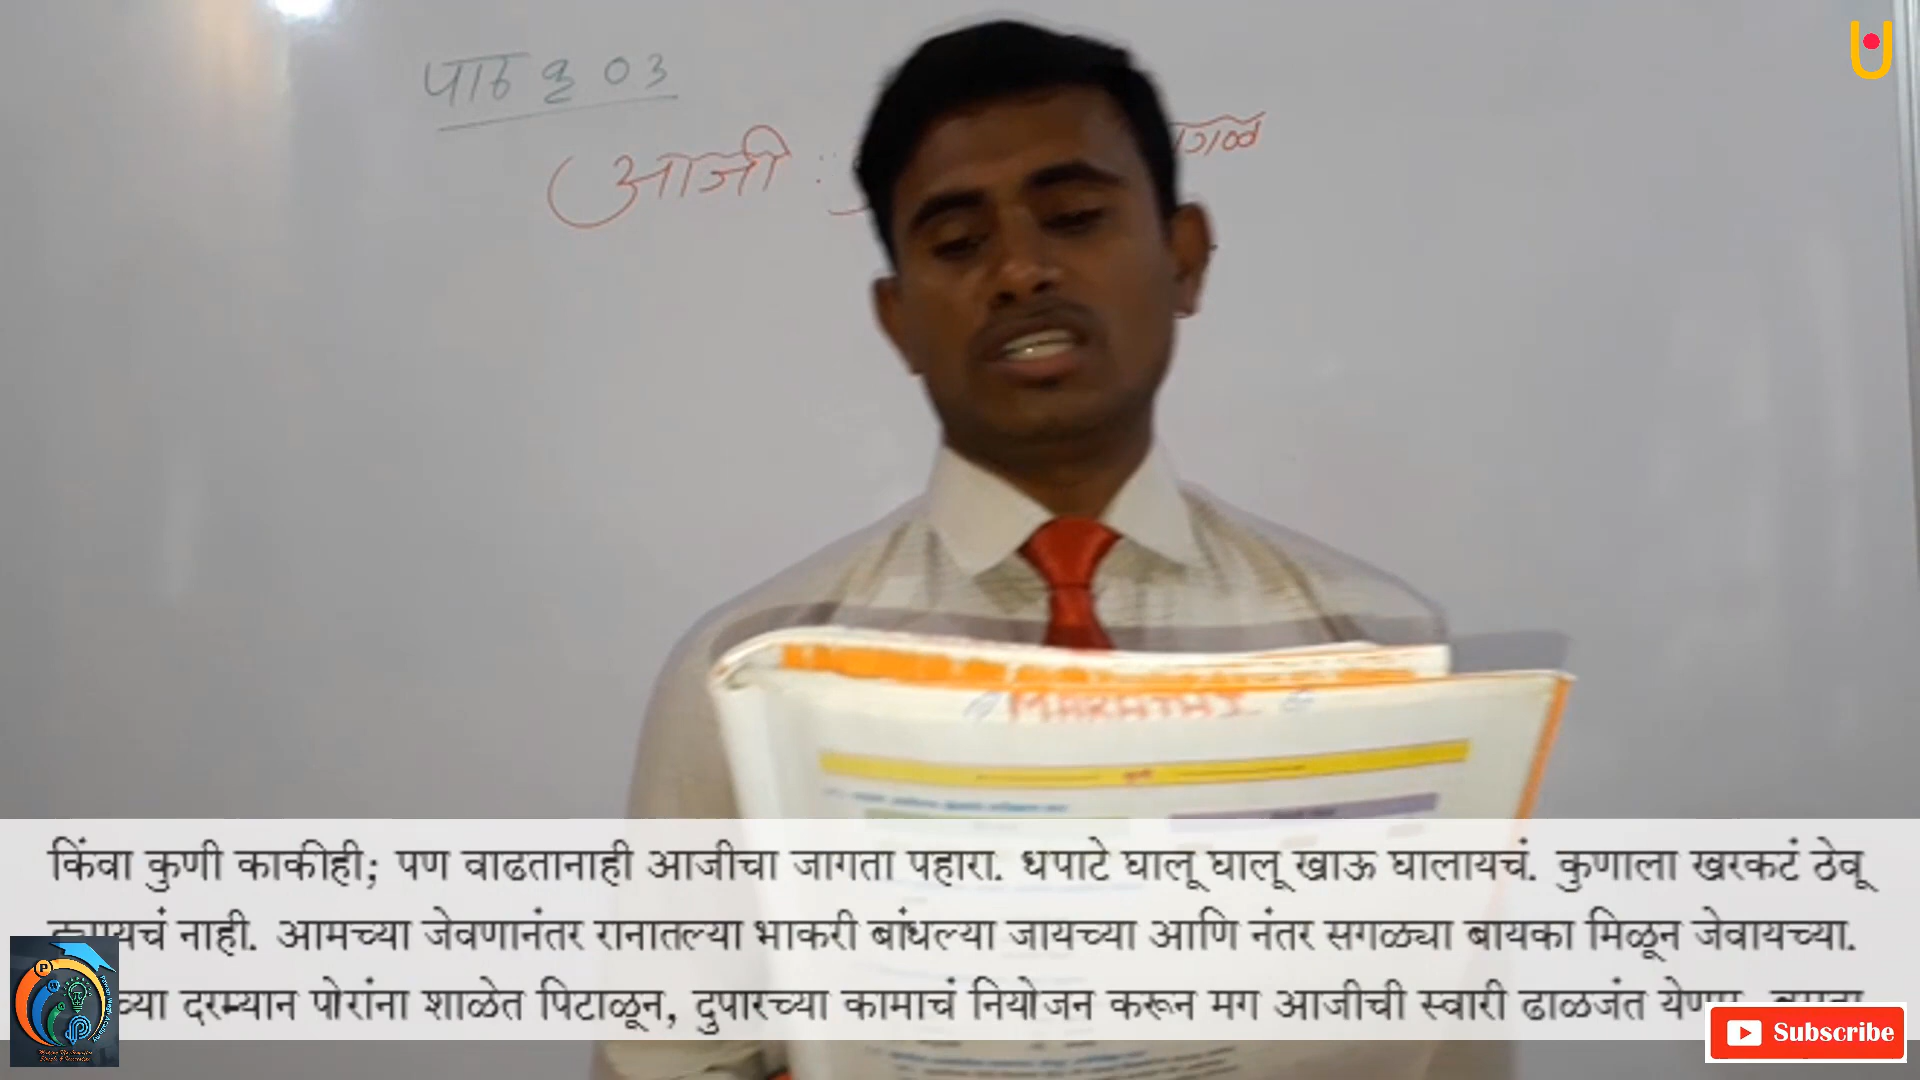 पाठ क्र 03
आजी :
MARATHI
किंवा कुणी काकीही; पण वाढतानाही आजीचा जागता पहारा. धपाटे घालू घालू खाऊ घालायचं. कुणाला खरकटं ठेवू
नाही. आमच्या जेवणानंतर रानातल्या भाकरी बांधल्या जायच्या आणि नंतर सगळ्या बायका मिळून जेवायच्या.
दरम्यान पोरांना शाळेत पिटाळून, दुपारच्या कामाचं नियोजन करून मग आजीची स्वारी ढाळजंत
Subscribe